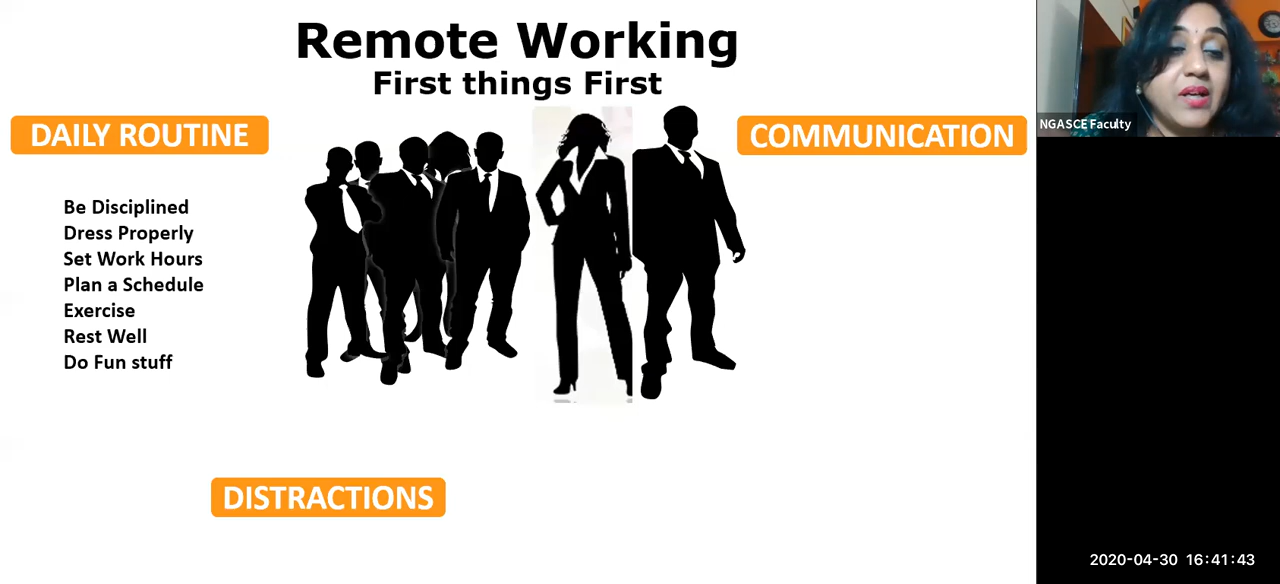 Remote Working
First things First
DAILY ROUTINE
COMMUNICATION
Be Disciplined
Dress Properly
Set Work Hours
Plan a Schedule
Exercise
Rest Well
Do Fun stuff
DISTRACTIONS
NGASCE Faculty
2020-04-30 16:41:43